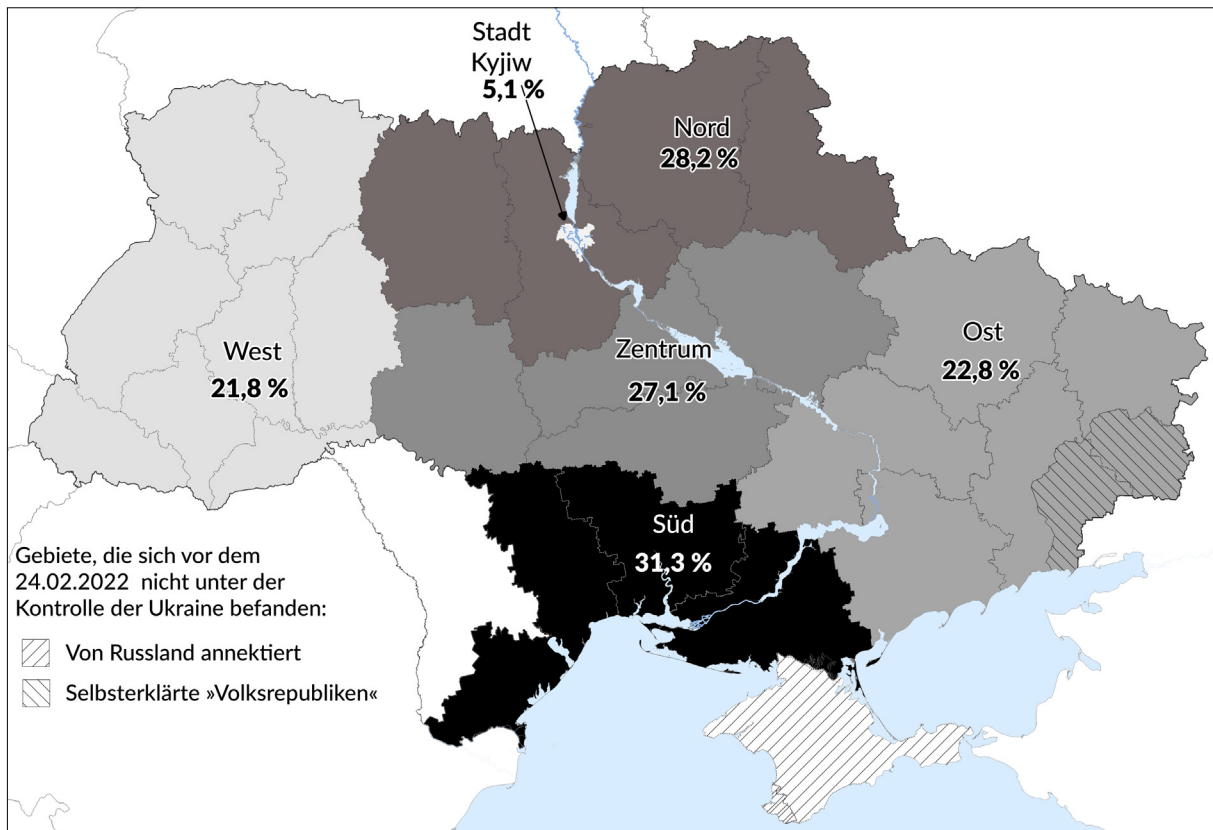 Stadt
Kyjiw
5,1 %
Nord
28,2 %
West
21,8 %
Zentrum
27,1 %
Ost
22,8 %
Süd
31,3 %
Gebiete, die sich vor dem
24.02.2022 nicht unter der
Kontrolle der Ukraine befanden:
Von Russland annektiert
Selbsterklärte »Volksrepubliken«